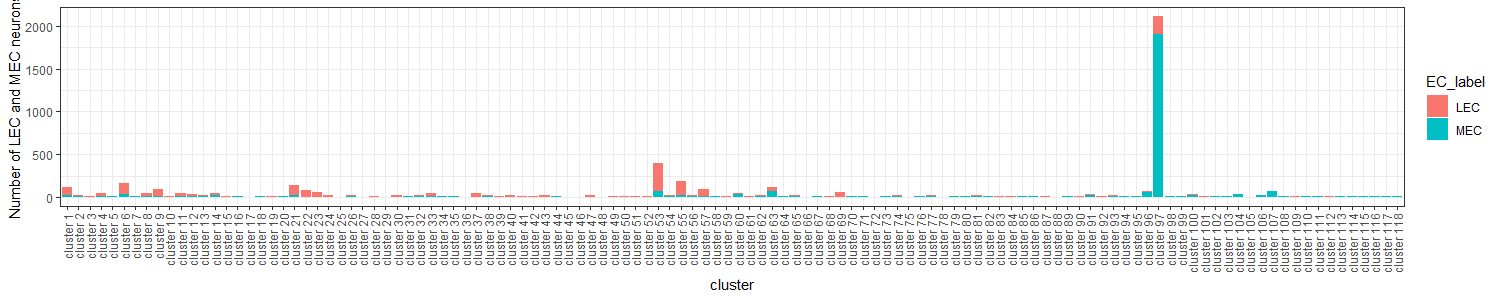 Number of LEC and MEC neurons
2000
1500
1000
500
0
cluster 1
cluster 2
cluster 3
cluster 4
cluster 5
cluster 6
cluster 7
cluster 8
cluster 9
cluster 10
cluster 11
cluster 12
cluster 13
cluster 14
cluster 15
cluster 16
cluster 17
cluster 18
cluster 19
cluster 20
cluster 21
cluster 22
cluster 23
cluster 24
cluster 25
cluster 26
cluster 27
cluster 28
cluster 29
cluster 30
cluster 31
cluster 32
cluster 33
cluster 34
cluster 35
cluster 36
cluster 37
cluster 38
cluster 39
cluster 40
cluster 41
cluster 42
cluster 43
cluster 44
cluster 45
cluster 46
cluster 47
cluster 48
cluster 49
cluster 50
cluster 51
cluster 52
cluster 53
cluster 54
cluster 55
cluster 56
cluster 57
cluster 58
cluster 59
cluster 60
cluster 61
cluster 62
cluster 63
cluster 64
cluster 65
cluster 66
cluster 67
cluster 68
cluster 69
cluster 70
cluster 71
cluster 72
cluster 73
cluster 74
cluster 75
cluster 76
cluster 77
cluster 78
cluster 79
cluster 80
cluster 81
cluster 82
cluster 83
cluster 84
cluster 85
cluster 86
cluster 87
cluster 88
cluster 89
cluster 91
cluster 92
cluster 93
cluster 94
cluster 95
cluster 96
cluster 97
cluster 98
cluster 99
cluster 100
cluster 101
cluster 102
cluster 103
cluster 104
cluster 90
cluster 106
cluster 107
cluster 108
cluster 109
cluster 110
cluster 111
cluster 112
cluster 113
cluster 114
cluster 115
cluster 116
cluster 117
cluster 118
cluster
EC_label
LEC
MEC